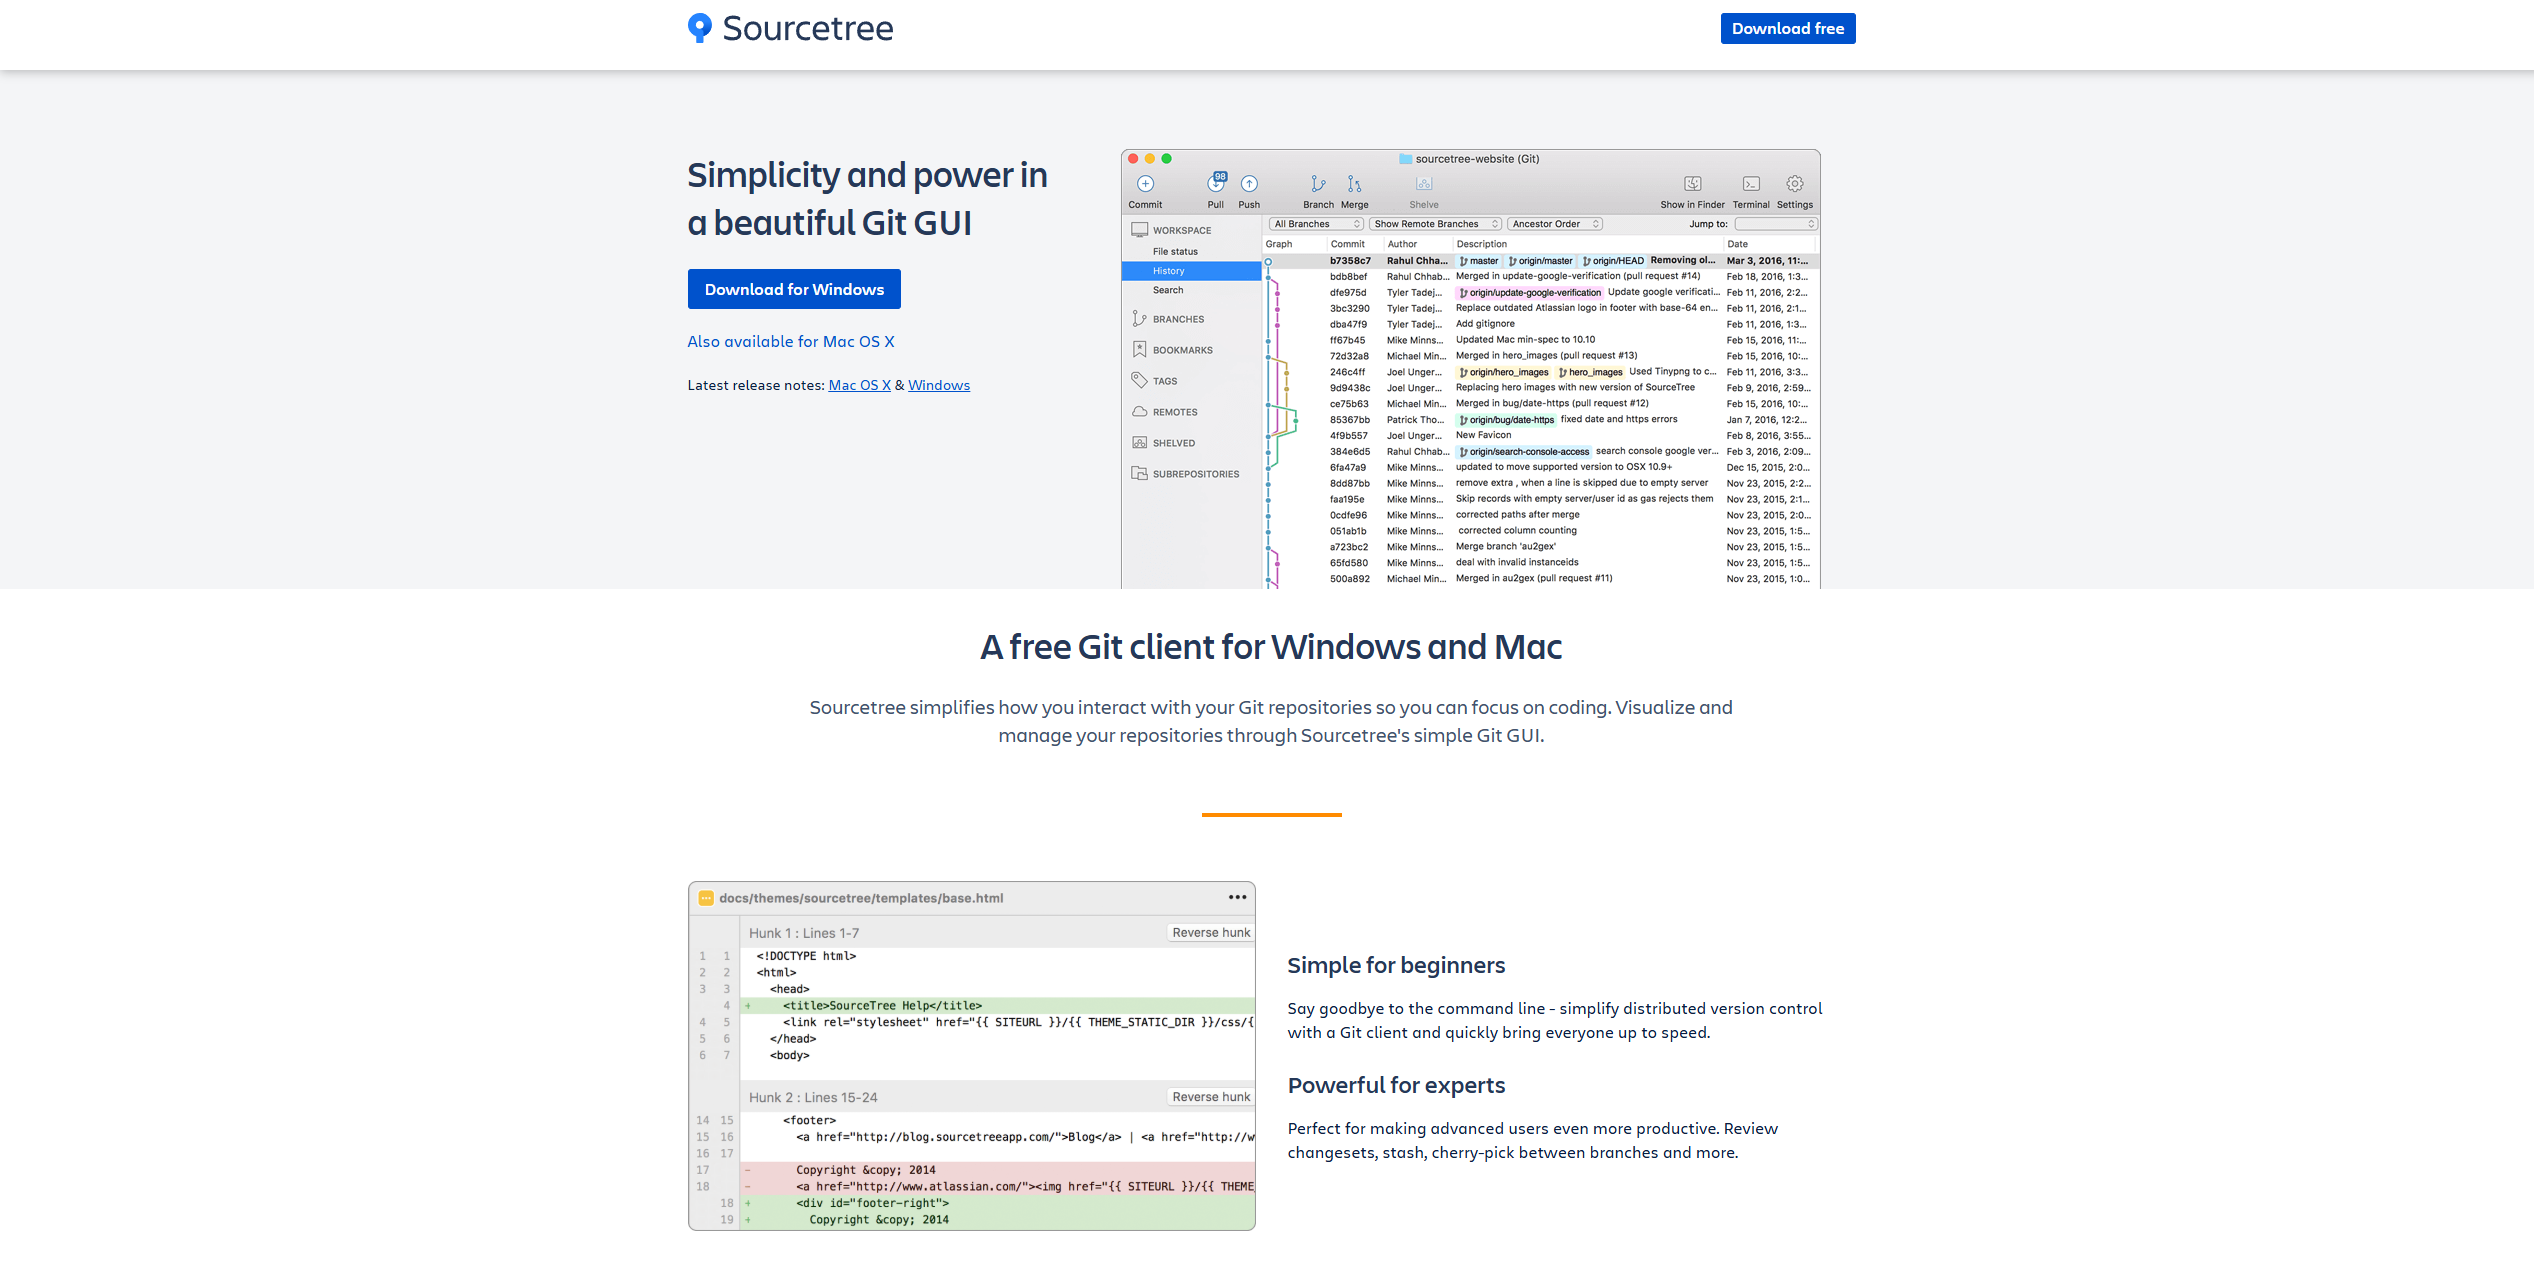 Sourcetree
Download free
Simplicity and power in
a beautiful Git GUI
Download for Windows
Also available for Mac OS X
Latest release notes: Mac OS X & Windows
sourcetree-website (Git)
98
Commit Pull Push Branch Merge Shelve Show in Finder Terminal Settings
All Branches Show Remote Branches Ancestor Order Jump to:
WORKSPACE
File status
History
Search
BRANCHES
BOOKMARKS
TAGS
REMOTES
SHELVED
SUBREPOSITORIES
Graph Commit Author Description Date
b7358c7 Rahul Chha... master origin/master origin/HEAD Removing ol... Mar 3, 2016, 11:...
bdb8bef Rahul Chhab... Merged in update-google-verification (pull request #14) Feb 18, 2016, 1:3...
dfe975d Tyler Tadej... origin/update-google-verification Update google verificati... Feb 11, 2016, 2:2...
3bc3290 Tyler Tadej... Replace outdated Atlassian logo in footer with base-64 en... Feb 11, 2016, 2:1...
dba47f9 Tyler Tadej... Add gitignore Feb 11, 2016, 1:3...
ff67b45 Mike Minns... Updated Mac min-spec to 10.10 Feb 15, 2016, 11:...
72d32a8 Michael Min... Merged in hero_images (pull request #13) Feb 15, 2016, 10:...
246c4ff Joel Unger... origin/hero_images hero_images Used Tinypng to c... Feb 11, 2016, 3:3...
9d9438c Joel Unger... Replacing hero images with new version of SourceTree Feb 9, 2016, 2:59...
ce75b63 Michael Min... Merged in bug/date-https (pull request #12) Feb 15, 2016, 10:...
85367bb Patrick Tho... origin/bug/date-https fixed date and https errors Jan 7, 2016, 12:2...
4f9b557 Joel Unger... New Favicon Feb 8, 2016, 3:55...
384e6d5 Rahul Chhab... origin/search-console-access search console google ver... Feb 3, 2016, 2:09...
6fa47a9 Mike Minns... updated to move supported version to OSX 10.9+ Dec 15, 2015, 2:0...
8dd87bb Mike Minns... remove extra , when a line is skipped due to empty server Nov 23, 2015, 2:2...
faa195e Mike Minns... Skip records with empty server/user id as gas rejects them Nov 23, 2015, 2:1...
0cdfe96 Mike Minns... corrected paths after merge Nov 23, 2015, 2:0...
051ab1b Mike Minns... corrected column counting Nov 23, 2015, 1:5...
a723bc2 Mike Minns... Merge branch 'au2gex' Nov 23, 2015, 1:5...
65fd580 Mike Minns... deal with invalid instanceids Nov 23, 2015, 1:5...
500a892 Michael Min... Merged in au2gex (pull request #11) Nov 23, 2015, 1:0...
A free Git client for Windows and Mac
Sourcetree simplifies how you interact with your Git repositories so you can focus on coding. Visualize and
manage your repositories through Sourcetree's simple Git GUI.
docs/themes/sourcetree/templates/base.html
Hunk 1 : Lines 1-7 Reverse hunk
1 1 <!DOCTYPE html>
2 2 <html>
3 3 <head>
4 + <title>SourceTree Help</title>
4 5 <link rel="stylesheet" href="{{ SITEURL }}/{{ THEME_STATIC_DIR }}/css/{
5 6 </head>
6 7 <body>
Hunk 2 : Lines 15-24 Reverse hunk
14 15 <footer>
15 16 <a href="http://blog.sourcetreeapp.com/">Blog</a> | <a href="http://w
16 17
17 - Copyright &copy; 2014
18 - <a href="http://www.atlassian.com/"><img href="{{ SITEURL }}/{{ THEME_
18 + <div id="footer-right">
19 + Copyright &copy; 2014
Simple for beginners
Say goodbye to the command line - simplify distributed version control
with a Git client and quickly bring everyone up to speed.
Powerful for experts
Perfect for making advanced users even more productive. Review
changesets, stash, cherry-pick between branches and more.